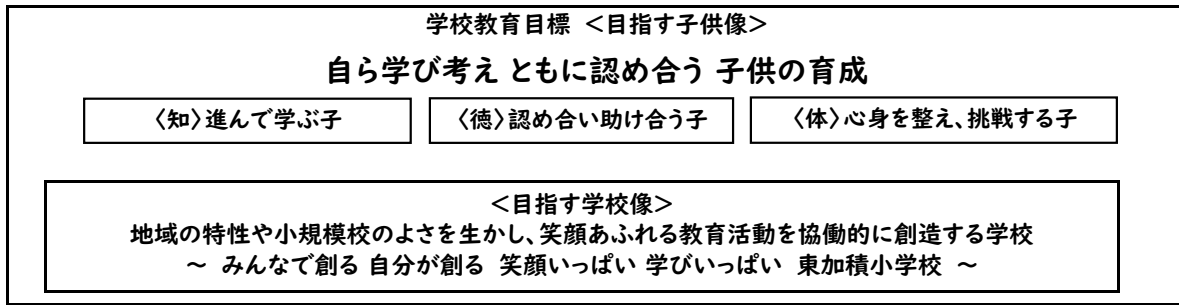 学校教育目標 ＜目指す子供像＞
自ら学び考え ともに認め合う 子供の育成
〈知〉進んで学ぶ子
〈徳〉認め合い助け合う子
〈体〉心身を整え、挑戦する子
＜目指す学校像＞
地域の特性や小規模校のよさを生かし、笑顔あふれる教育活動を協働的に創造する学校
～ みんなで創る 自分が創る 笑顔いっぱい 学びいっぱい 東加積小学校 ～